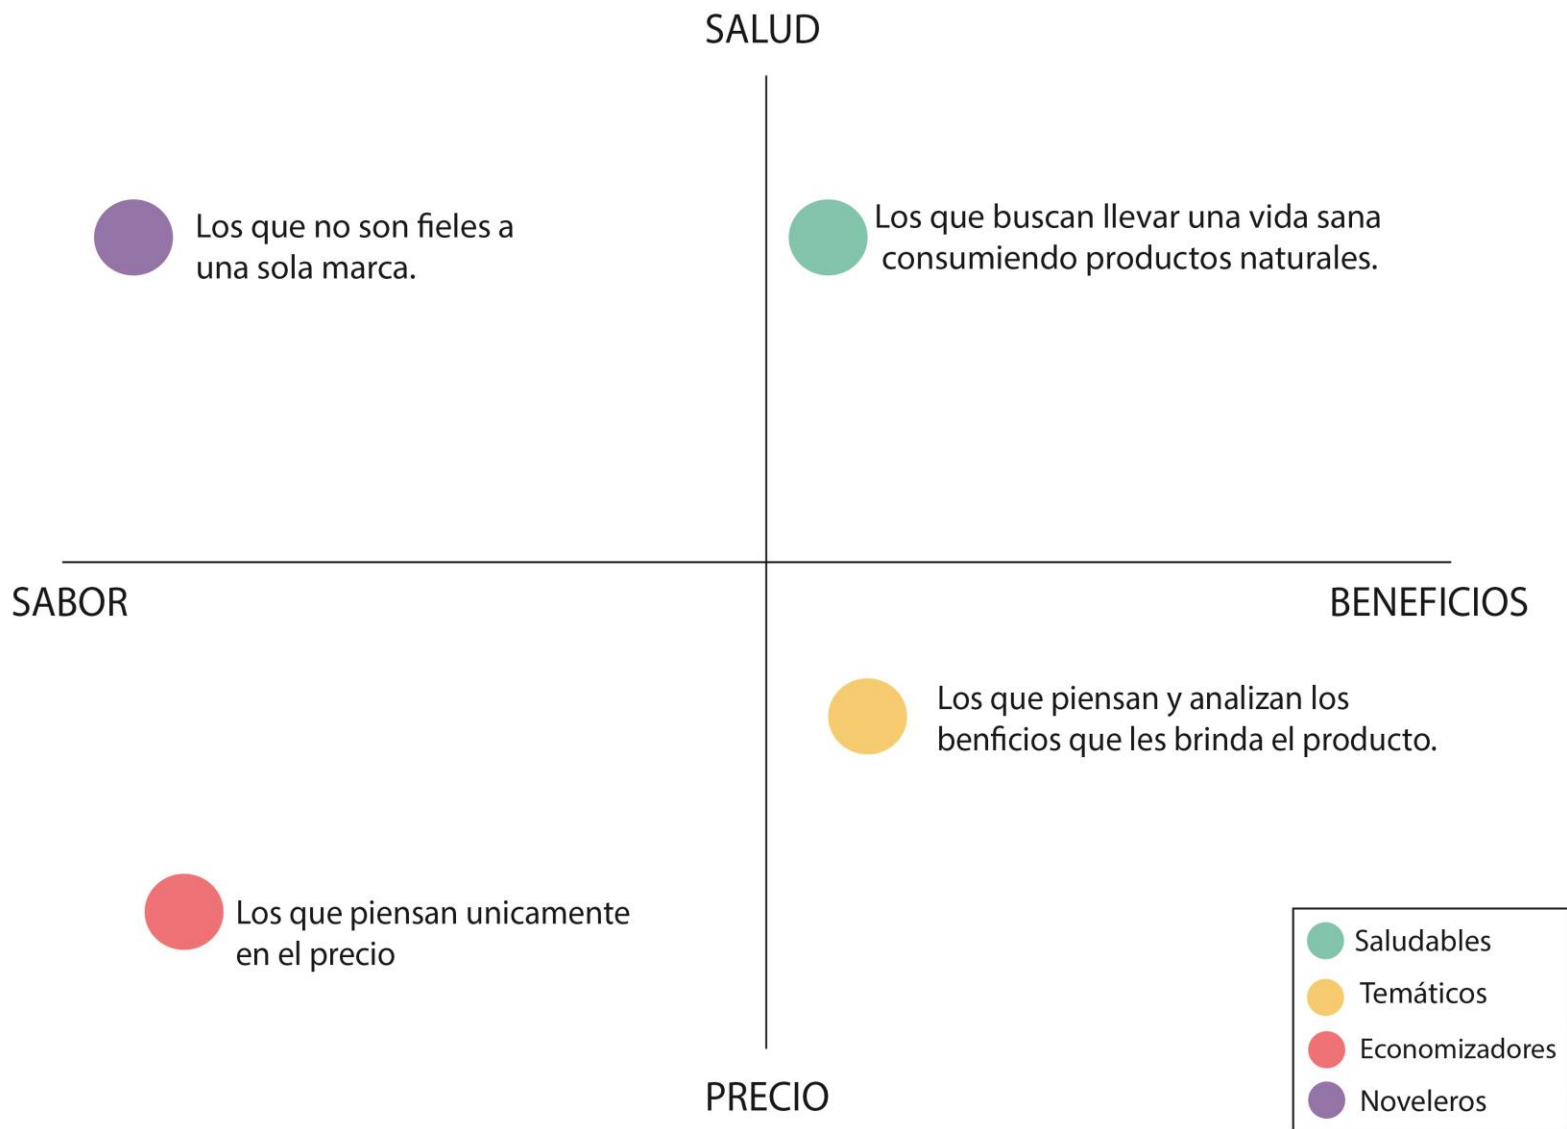 SALUD
Los que no son fieles a
una sola marca.
Los que buscan llevar una vida sana
consumiendo productos naturales.
SABOR
BENEFICIOS
Los que piensan y analizan los
benficios que les brinda el producto.
Los que piensan unicamente
en el precio
PRECIO
Saludables
Temáticos
Economizadores
Noveleros